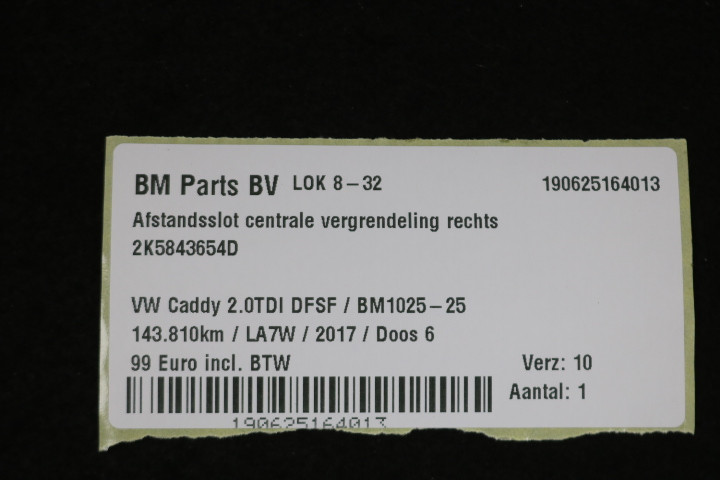 BM Parts BV LOK 8-32 190625164013
Afstandsslot centrale vergrendeling rechts
2K5843654D
VW Caddy 2.0TDI DFSF / BM1025-25
143.810km / LA7W / 2017 / Doos 6
99 Euro incl. BTW Verz: 10
Aantal: 1
190625164013